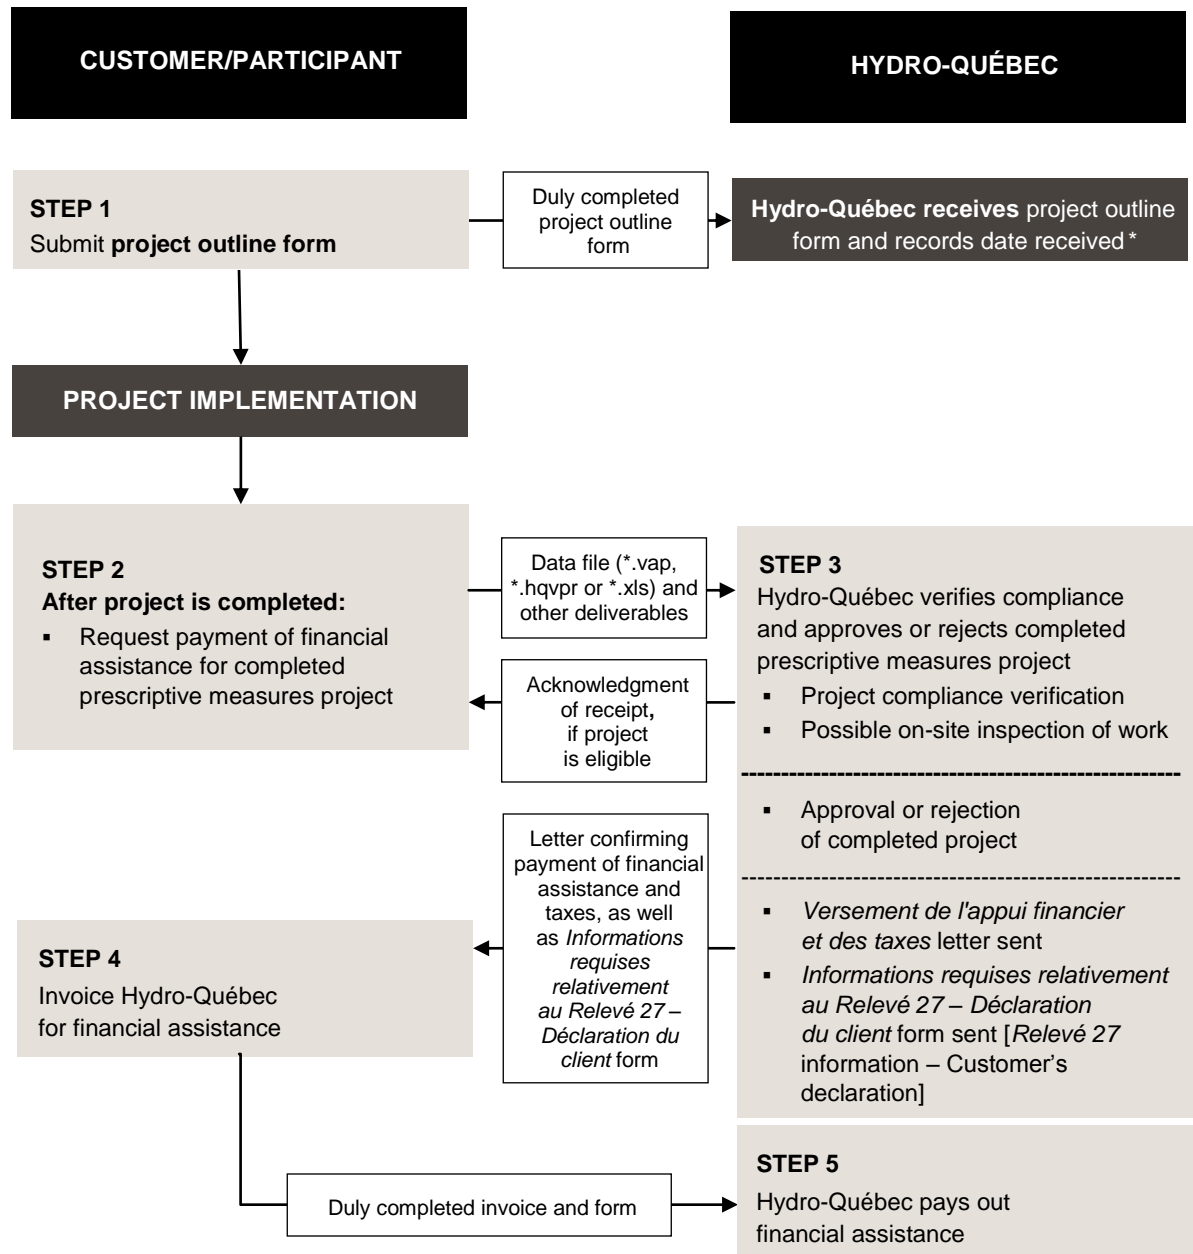 CUSTOMER/PARTICIPANT
HYDRO-QUÉBEC
STEP 1
Submit project outline form
Duly completed
project outline
form
Hydro-Québec receives project outline
form and records date received *
PROJECT IMPLEMENTATION
STEP 2
After project is completed:
▪ Request payment of financial
assistance for completed
prescriptive measures project
Data file (*.vap,
*.hqvpr or *.xls) and
other deliverables
Acknowledgment
of receipt,
if project
is eligible
STEP 3
Hydro-Québec verifies compliance
and approves or rejects completed
prescriptive measures project
▪ Project compliance verification
▪ Possible on-site inspection of work
▪ Approval or rejection
of completed project
▪ Versement de l'appui financier
et des taxes letter sent
▪ Informations requises relativement
au Relevé 27 – Déclaration
du client form sent [Relevé 27
information – Customer's
declaration]
Letter confirming
payment of financial
assistance and
taxes, as well
as Informations
requises
relativement
au Relevé 27 –
Déclaration du
client form
STEP 4
Invoice Hydro-Québec
for financial assistance
Duly completed invoice and form
STEP 5
Hydro-Québec pays out
financial assistance